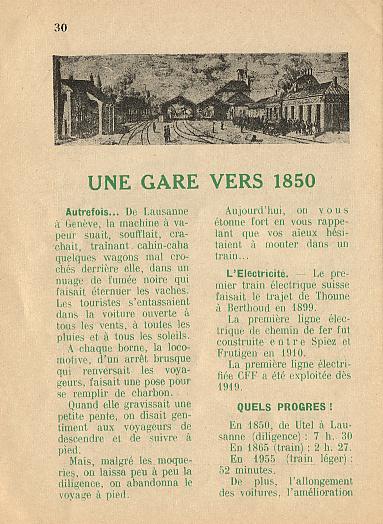 30
UNE GARE VERS 1850
Autrefois... De Lausanne
à Genève, la machine à va-
peur suait, soufflait, cra-
chait, traînant cahin-caha
quelques wagons mal cro-
chés derrière elle, dans un
nuage de fumée noire qui
faisait éternuer les vaches.
Les touristes s'entassaient
dans la voiture ouverte à
tous les vents, à toutes les
pluies et à tous les soleils.
A chaque borne, la loco-
motive, d'un arrêt brusque
qui renversait les voya-
geurs, faisait une pose pour
se remplir de charbon.
Quand elle gravissait une
petite pente, on disait gen-
timent aux voyageurs de
descendre et de suivre à
pied.
Mais, malgré les moque-
ries, on laissa peu à peu la
diligence, on abandonna le
voyage à pied.
Aujourd'hui, on vous
étonne fort en vous rappe-
lant que vos aïeux hési-
taient à monter dans un
train...
L'Electricité. — Le pre-
mier train électrique suisse
faisait le trajet de Thoune
à Berthoud en 1899.
La première ligne élec-
trique de chemin de fer fut
construite entre Spiez et
Frutigen en 1910.
La première ligne électri-
fiée CFF a été exploitée dès
1919.
QUELS PROGRES !
En 1850, de Utel à Lau-
sanne (diligence) : 7 h. 30
En 1865 (train) : 2 h. 27.
En 1955 (train léger) :
52 minutes.
De plus, l'allongement
des voitures, l'amélioration